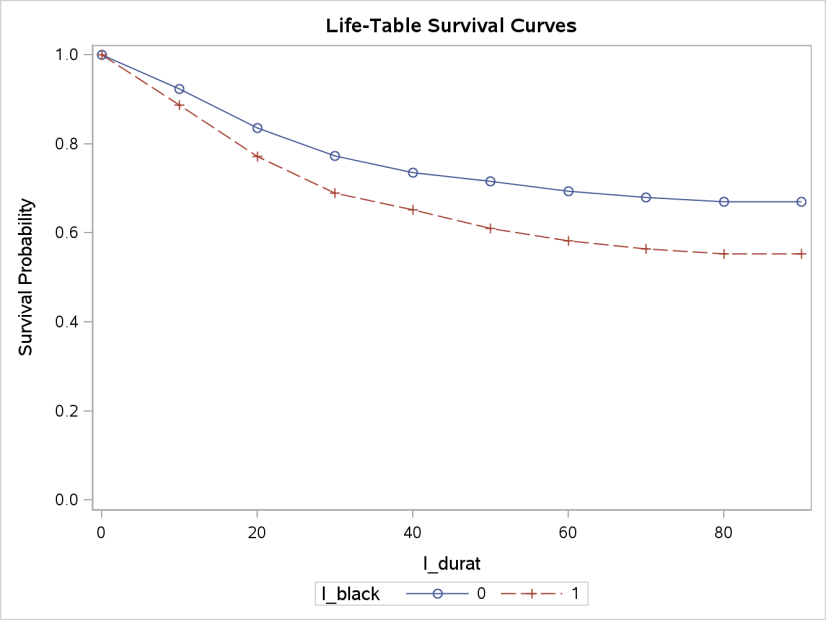 Life-Table Survival Curves
1.0
0.8
0.6
0.4
0.2
0.0
Survival Probability
0 20 40 60 80
l_durat
l_black 0 1